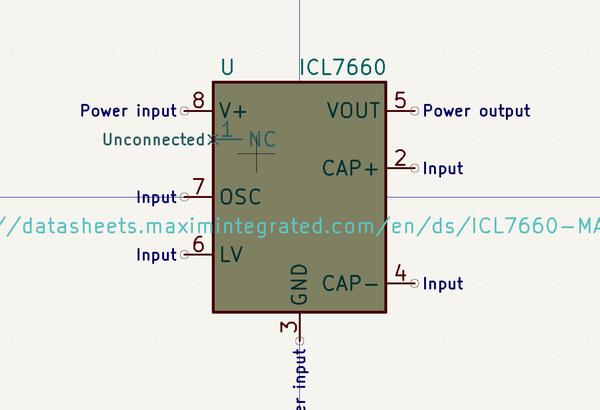 U ICL7660
Power input 8 V+ VOUT 5 Power output
Unconnected 1 NC
CAP+ 2 Input
Input 7 OSC
//datasheets.maximintegrated.com/en/ds/ICL7660-MA
Input 6 LV
CAP- 4 Input
GND
3
er input